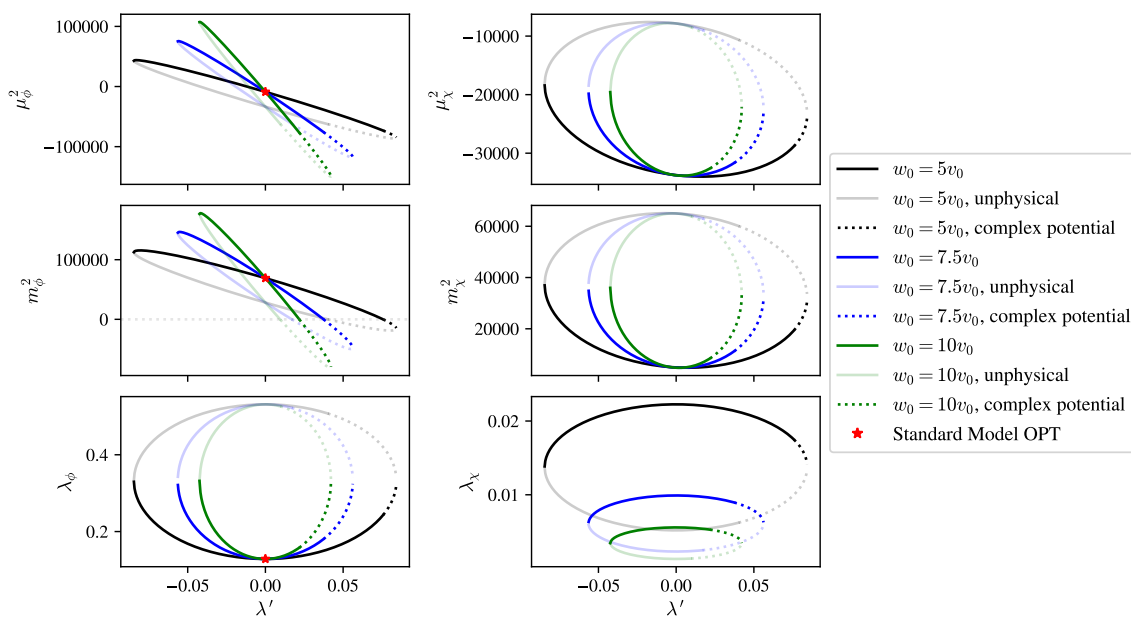 100000
0
−100000
μ²_ϕ
−10000
−20000
−30000
μ²_χ
100000
0
m²_ϕ
60000
40000
20000
m²_χ
0.4
0.2
λ_ϕ
−0.05
0.00
0.05
λ′
0.02
0.01
λ_χ
−0.05
0.00
0.05
λ′
w₀ = 5v₀
w₀ = 5v₀, unphysical
w₀ = 5v₀, complex potential
w₀ = 7.5v₀
w₀ = 7.5v₀, unphysical
w₀ = 7.5v₀, complex potential
w₀ = 10v₀
w₀ = 10v₀, unphysical
w₀ = 10v₀, complex potential
Standard Model OPT